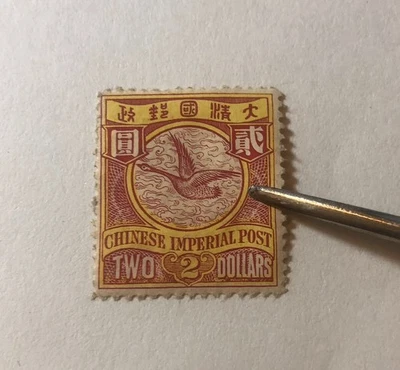 大清國郵政
貳圓
CHINESE IMPERIAL POST
TWO 2 DOLLARS